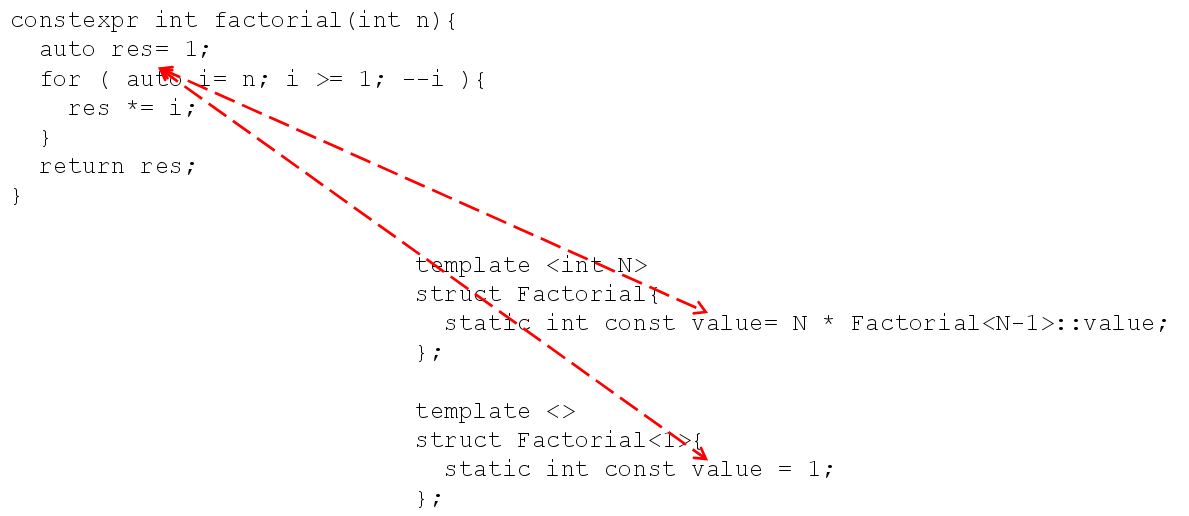 constexpr int factorial(int n){
  auto res= 1;
  for ( auto i= n; i >= 1; --i ){
    res *= i;
  }
  return res;
}
template <int N>
struct Factorial{
  static int const value= N * Factorial<N-1>::value;
};
template <>
struct Factorial<1>{
  static int const value = 1;
};